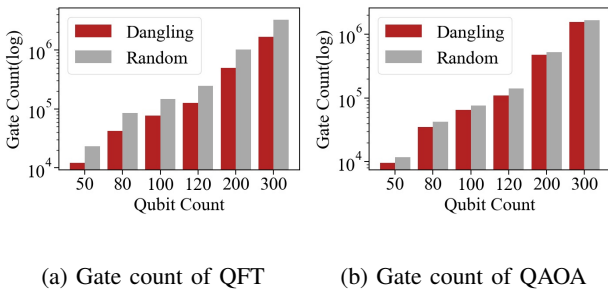 Gate Count(log)
10^6
10^5
10^4
Dangling
Random
50 80 100 120 200 300
Qubit Count
(a) Gate count of QFT
Gate Count(log)
10^6
10^5
10^4
Dangling
Random
50 80 100 120 200 300
Qubit Count
(b) Gate count of QAOA